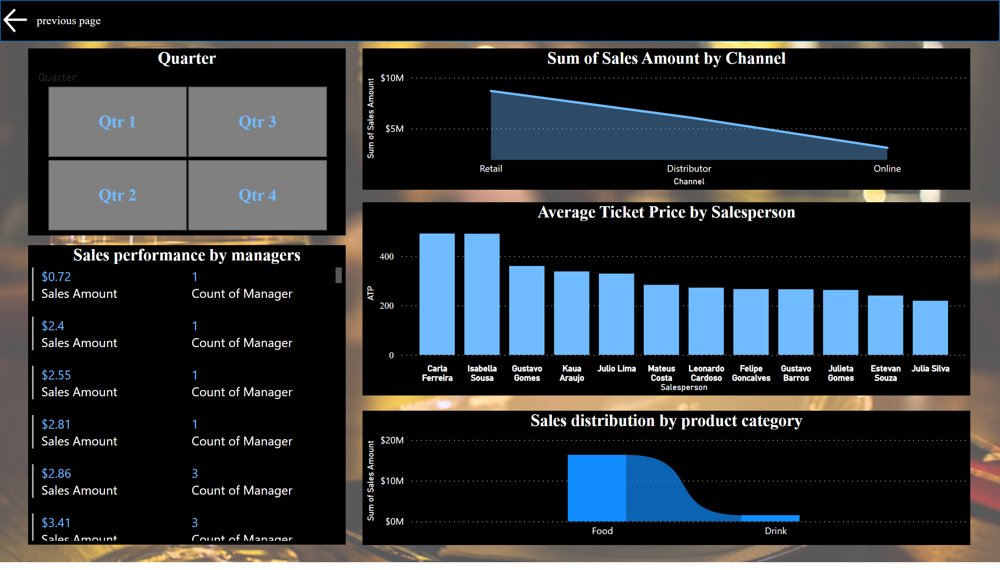 previous page
Quarter
Quarter
Qtr 1
Qtr 3
Qtr 2
Qtr 4
Sales performance by managers
$0.72
1
Sales Amount
Count of Manager
$2.4
1
Sales Amount
Count of Manager
$2.55
1
Sales Amount
Count of Manager
$2.81
1
Sales Amount
Count of Manager
$2.86
3
Sales Amount
Count of Manager
$3.41
3
Sales Amount
Count of Manager
Sum of Sales Amount by Channel
Sum of Sales Amount
$10M
$5M
Retail
Distributor
Online
Channel
Average Ticket Price by Salesperson
ATP
400
200
0
Carla
Ferreira
Isabella
Sousa
Gustavo
Gomes
Kaua
Araujo
Julio Lima
Mateus
Costa
Leonardo
Cardoso
Felipe
Goncalves
Gustavo
Barros
Julieta
Gomes
Estevan
Souza
Julia Silva
Salesperson
Sales distribution by product category
Sum of Sales Amount
$20M
$10M
$0M
Food
Drink